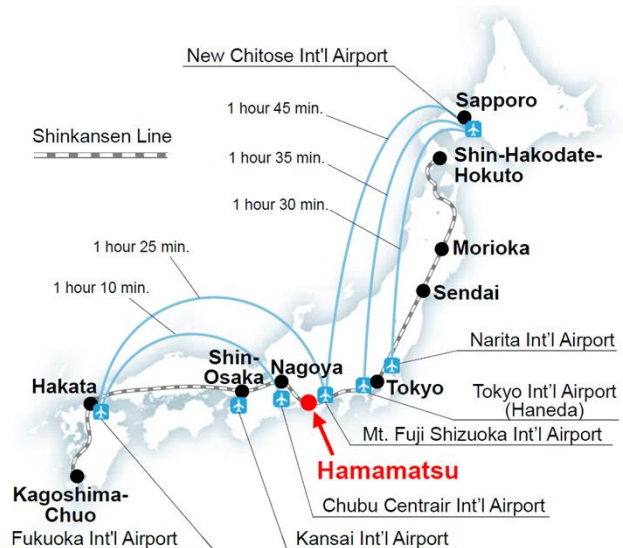 New Chitose Int'l Airport
1 hour 45 min.
Sapporo
Shinkansen Line
1 hour 35 min.
Shin-Hakodate-
Hokuto
1 hour 30 min.
1 hour 25 min.
Morioka
1 hour 10 min.
Sendai
Narita Int'l Airport
Shin-
Osaka
Nagoya
Hakata
Tokyo
Tokyo Int'l Airport
(Haneda)
Mt. Fuji Shizuoka Int'l Airport
Hamamatsu
Kagoshima-
Chuo
Chubu Centrair Int'l Airport
Fukuoka Int'l Airport
Kansai Int'l Airport